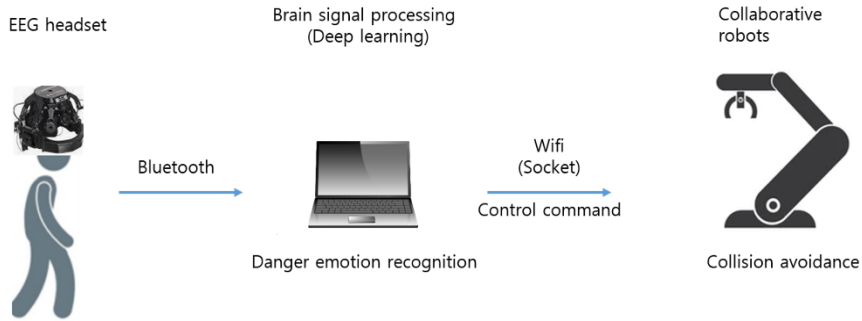 EEG headset
Brain signal processing
(Deep learning)
Collaborative
robots
Bluetooth
Wifi
(Socket)
Control command
Danger emotion recognition
Collision avoidance